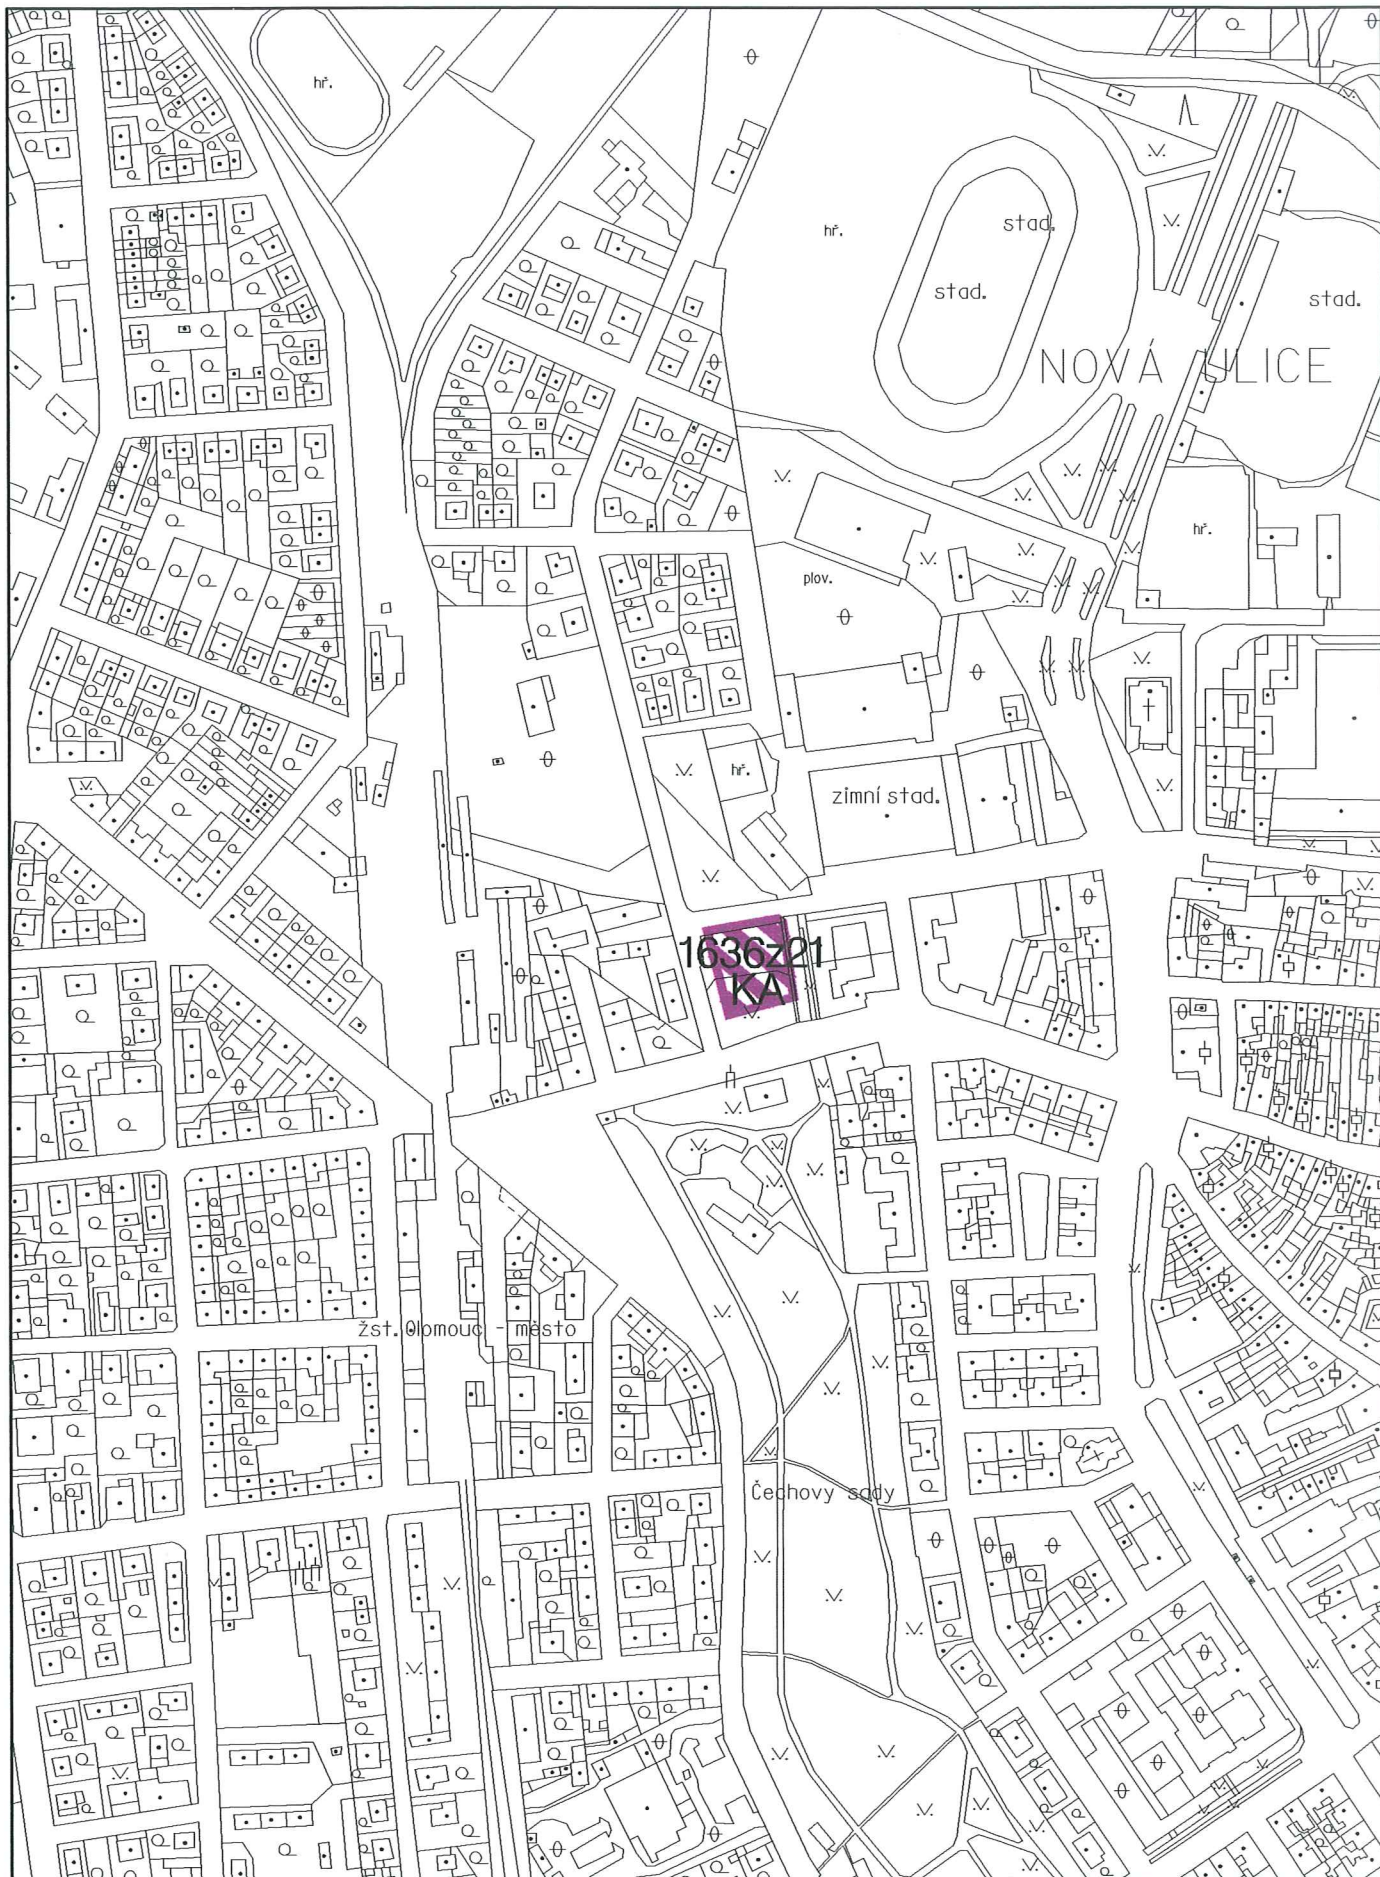 hř.
hř.
stad.
stad.
stad.
NOVÁ ULICE
hř.
plov.
hř.
zimní stad.
1636z21
KA
žst. Olomouc - město
Čechovy sady